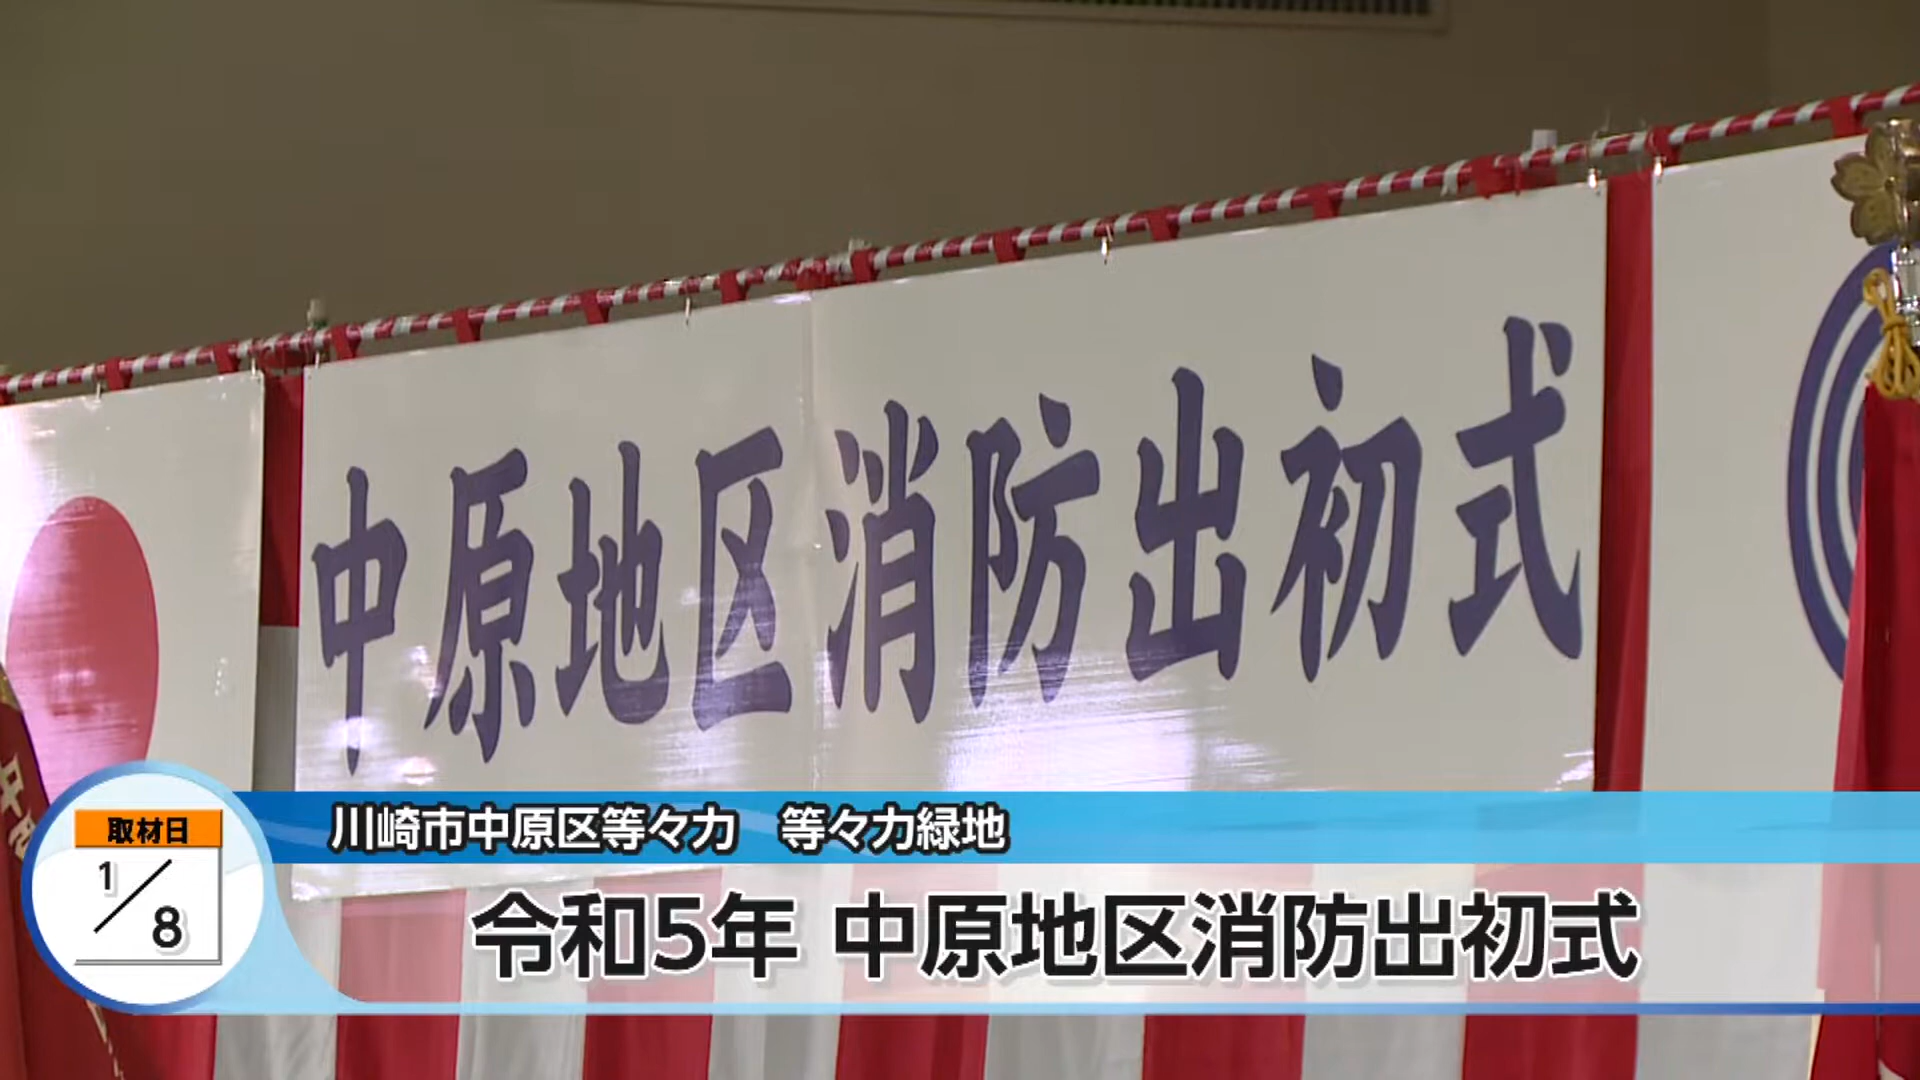 中原地区消防出初式
川崎市中原区等々力　等々力緑地
取材日
1/8
令和5年 中原地区消防出初式